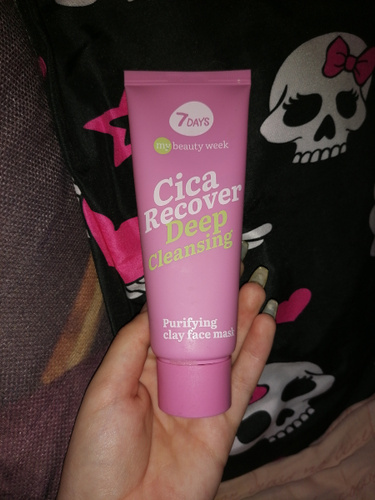 7DAYS
my beauty week
Cica
Recover
Deep
Cleansing
Purifying
clay face mask